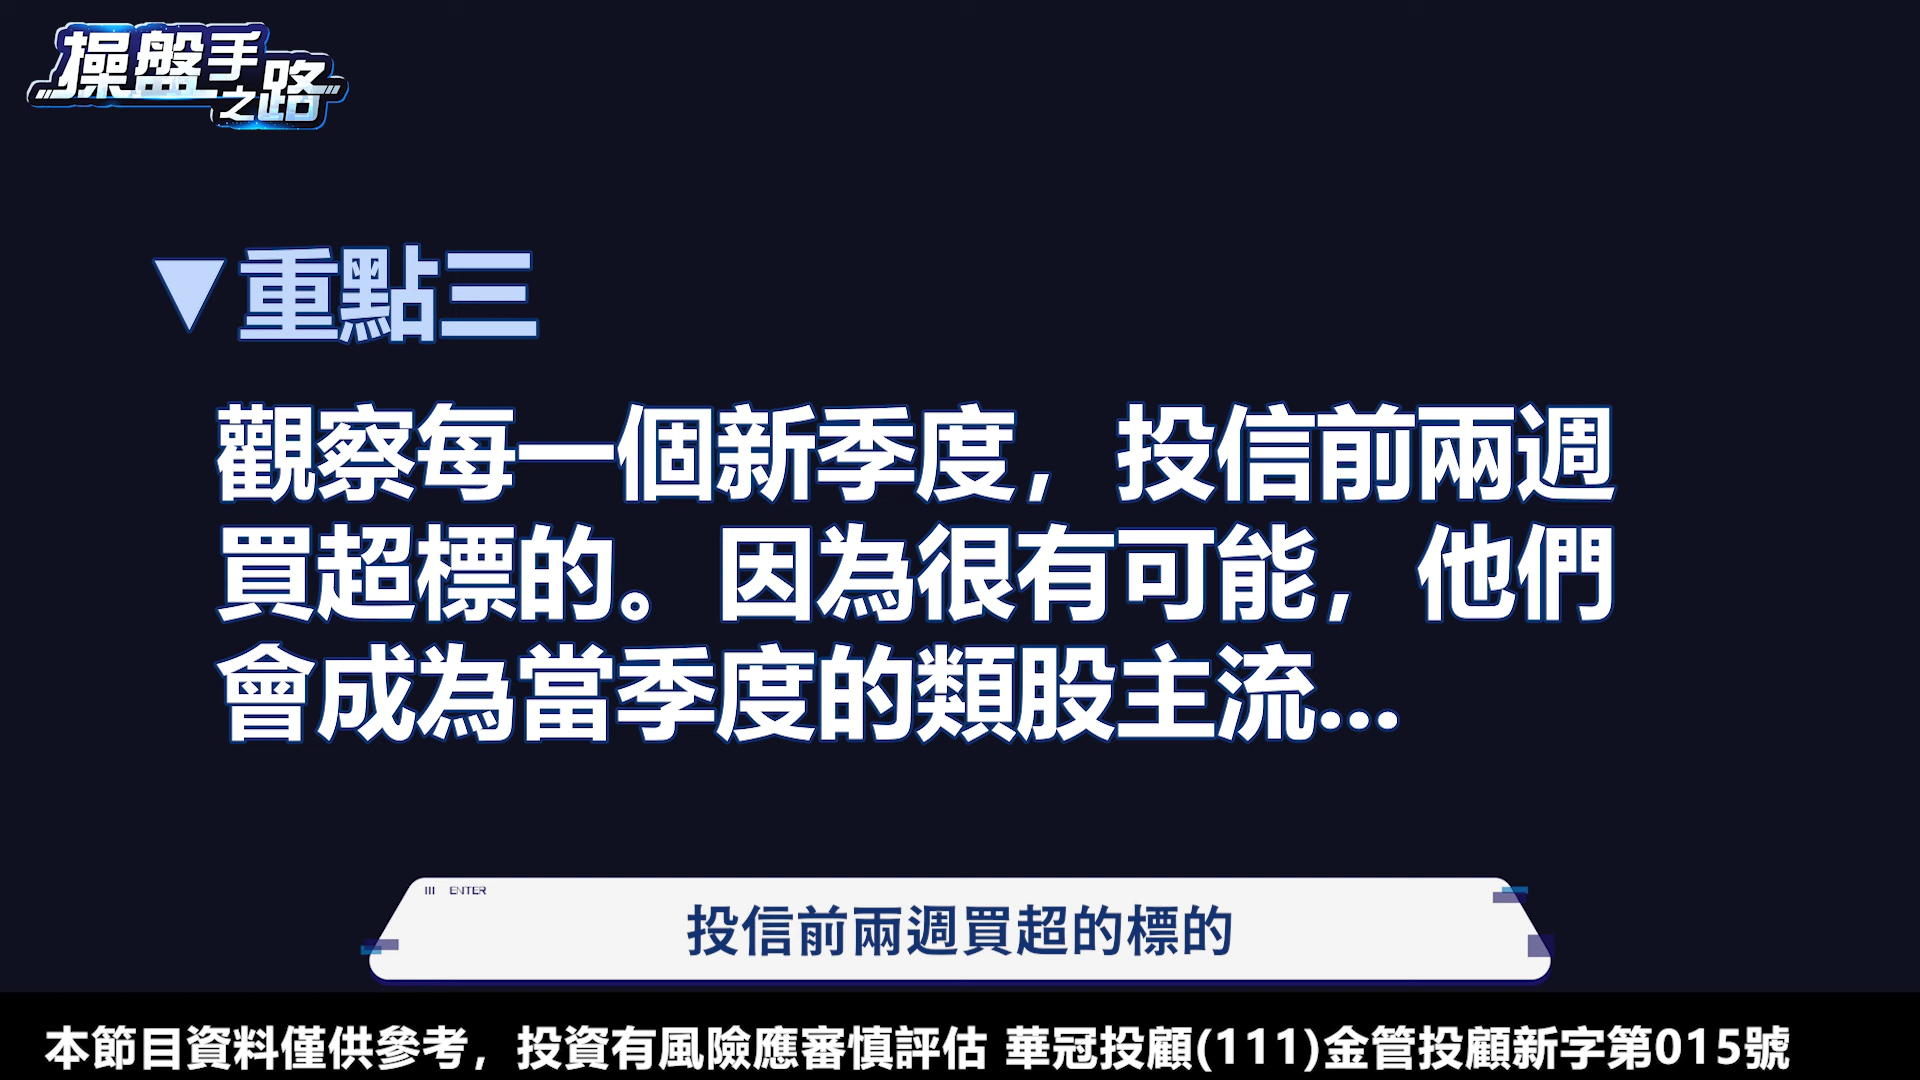 操盤手之路
▼重點三
觀察每一個新季度，投信前兩週
買超標的。因為很有可能，他們
會成為當季度的類股主流...
III ENTER
投信前兩週買超的標的
本節目資料僅供參考，投資有風險應審慎評估 華冠投顧(111)金管投顧新字第015號